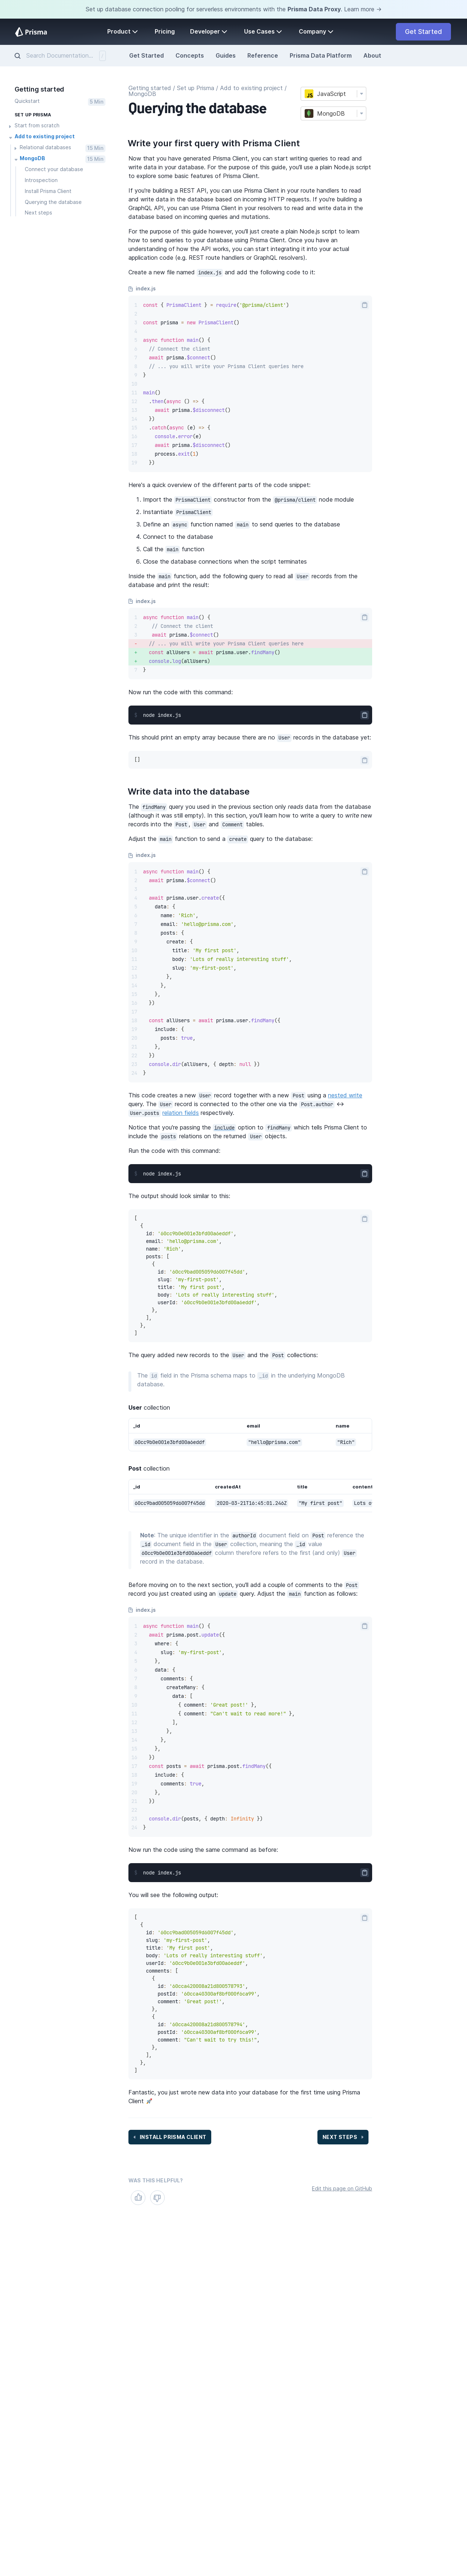 Set up database connection pooling for serverless environments with the Prisma Data Proxy. Learn more →
Prisma
Product
Pricing
Developer
Use Cases
Company
Get Started
Search Documentation...
/
Get Started
Concepts
Guides
Reference
Prisma Data Platform
About
Getting started
Quickstart
5 Min
SET UP PRISMA
Start from scratch
Add to existing project
Relational databases
15 Min
MongoDB
15 Min
Connect your database
Introspection
Install Prisma Client
Querying the database
Next steps
Getting started / Set up Prisma / Add to existing project /
MongoDB
JavaScript
MongoDB
Querying the database
Write your first query with Prisma Client
Now that you have generated Prisma Client, you can start writing queries to read and
write data in your database. For the purpose of this guide, you'll use a plain Node.js script
to explore some basic features of Prisma Client.
If you're building a REST API, you can use Prisma Client in your route handlers to read
and write data in the database based on incoming HTTP requests. If you're building a
GraphQL API, you can use Prisma Client in your resolvers to read and write data in the
database based on incoming queries and mutations.
For the purpose of this guide however, you'll just create a plain Node.js script to learn
how to send queries to your database using Prisma Client. Once you have an
understanding of how the API works, you can start integrating it into your actual
application code (e.g. REST route handlers or GraphQL resolvers).
Create a new file named index.js and add the following code to it:
index.js
1 const { PrismaClient } = require('@prisma/client')
2
3 const prisma = new PrismaClient()
4
5 async function main() {
6 // Connect the client
7 await prisma.$connect()
8 // ... you will write your Prisma Client queries here
9 }
10
11 main()
12 .then(async () => {
13 await prisma.$disconnect()
14 })
15 .catch(async (e) => {
16 console.error(e)
17 await prisma.$disconnect()
18 process.exit(1)
19 })
Here's a quick overview of the different parts of the code snippet:
1. Import the PrismaClient constructor from the @prisma/client node module
2. Instantiate PrismaClient
3. Define an async function named main to send queries to the database
4. Connect to the database
5. Call the main function
6. Close the database connections when the script terminates
Inside the main function, add the following query to read all User records from the
database and print the result:
index.js
1 async function main() {
2 // Connect the client
3 await prisma.$connect()
- // ... you will write your Prisma Client queries here
+ const allUsers = await prisma.user.findMany()
+ console.log(allUsers)
7 }
Now run the code with this command:
1 node index.js
This should print an empty array because there are no User records in the database yet:
[]
Write data into the database
The findMany query you used in the previous section only reads data from the database
(although it was still empty). In this section, you'll learn how to write a query to write new
records into the Post, User and Comment tables.
Adjust the main function to send a create query to the database:
index.js
1 async function main() {
2 await prisma.$connect()
3
4 await prisma.user.create({
5 data: {
6 name: 'Rich',
7 email: 'hello@prisma.com',
8 posts: {
9 create: {
10 title: 'My first post',
11 body: 'Lots of really interesting stuff',
12 slug: 'my-first-post',
13 },
14 },
15 },
16 })
17
18 const allUsers = await prisma.user.findMany({
19 include: {
20 posts: true,
21 },
22 })
23 console.dir(allUsers, { depth: null })
24 }
This code creates a new User record together with a new Post using a nested write
query. The User record is connected to the other one via the Post.author ↔
User.posts relation fields respectively.
Notice that you're passing the include option to findMany which tells Prisma Client to
include the posts relations on the returned User objects.
Run the code with this command:
1 node index.js
The output should look similar to this:
[
{
id: '60cc9b0e001e3bfd00a6eddf',
email: 'hello@prisma.com',
name: 'Rich',
posts: [
{
id: '60cc9bad005059d6007f45dd',
slug: 'my-first-post',
title: 'My first post',
body: 'Lots of really interesting stuff',
userId: '60cc9b0e001e3bfd00a6eddf',
},
],
},
]
The query added new records to the User and the Post collections:
The id field in the Prisma schema maps to _id in the underlying MongoDB
database.
User collection
_id email name
60cc9b0e001e3bfd00a6eddf "hello@prisma.com" "Rich"
Post collection
_id createdAt title content
60cc9bad005059d6007f45dd 2020-03-21T16:45:01.246Z "My first post" Lots o
Note: The unique identifier in the authorId document field on Post reference the
_id document field in the User collection, meaning the _id value
60cc9b0e001e3bfd00a6eddf column therefore refers to the first (and only) User
record in the database.
Before moving on to the next section, you'll add a couple of comments to the Post
record you just created using an update query. Adjust the main function as follows:
index.js
1 async function main() {
2 await prisma.post.update({
3 where: {
4 slug: 'my-first-post',
5 },
6 data: {
7 comments: {
8 createMany: {
9 data: [
10 { comment: 'Great post!' },
11 { comment: "Can't wait to read more!" },
12 ],
13 },
14 },
15 },
16 })
17 const posts = await prisma.post.findMany({
18 include: {
19 comments: true,
20 },
21 })
22
23 console.dir(posts, { depth: Infinity })
24 }
Now run the code using the same command as before:
1 node index.js
You will see the following output:
[
{
id: '60cc9bad005059d6007f45dd',
slug: 'my-first-post',
title: 'My first post',
body: 'Lots of really interesting stuff',
userId: '60cc9b0e001e3bfd00a6eddf',
comments: [
{
id: '60cca420008a21d800578793',
postId: '60cca40300af8bf000f6ca99',
comment: 'Great post!',
},
{
id: '60cca420008a21d800578794',
postId: '60cca40300af8bf000f6ca99',
comment: "Can't wait to try this!",
},
],
},
]
Fantastic, you just wrote new data into your database for the first time using Prisma
Client 🚀
INSTALL PRISMA CLIENT
NEXT STEPS
WAS THIS HELPFUL?
Edit this page on GitHub